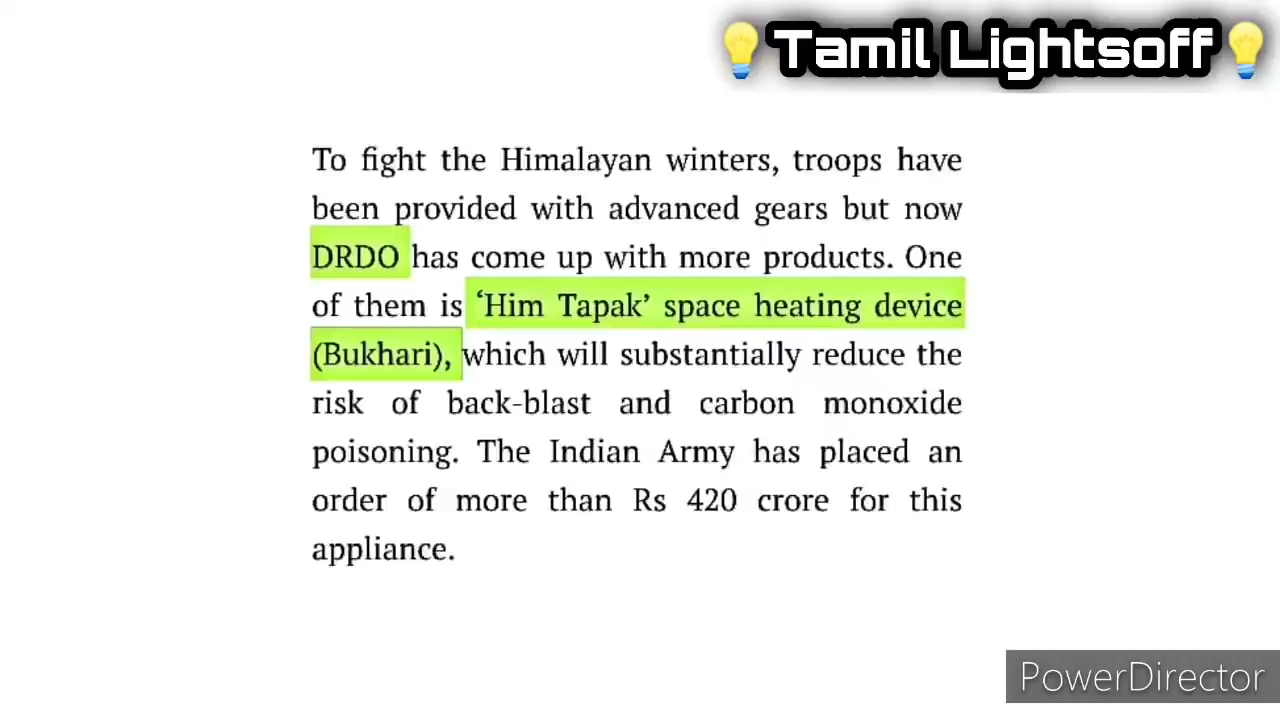 Tamil Lightsoff
To fight the Himalayan winters, troops have
been provided with advanced gears but now
DRDO has come up with more products. One
of them is ‘Him Tapak’ space heating device
(Bukhari), which will substantially reduce the
risk of back-blast and carbon monoxide
poisoning. The Indian Army has placed an
order of more than Rs 420 crore for this
appliance.
PowerDirector